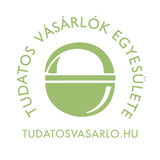 TUDATOS VÁSÁRLÓK EGYESÜLETE
TUDATOSVASARLO.HU